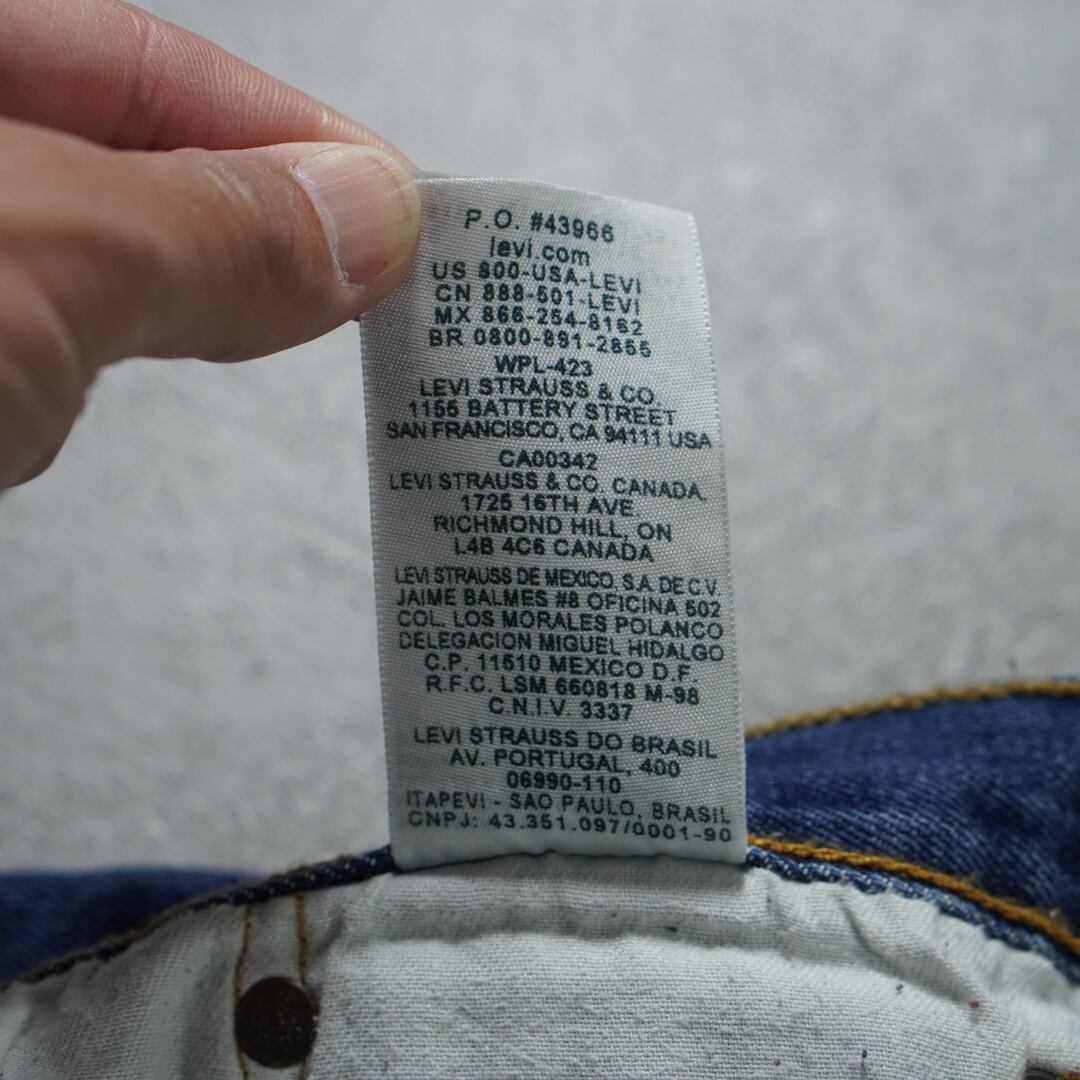 P.O. #43966
levi.com
US 800-USA-LEVI
CN 888-501-LEVI
MX 866-254-8162
BR 0800-891-2855
WPL-423
LEVI STRAUSS & CO.
1155 BATTERY STREET
SAN FRANCISCO, CA 94111 USA
CA00342
LEVI STRAUSS & CO. CANADA.
1725 16TH AVE.
RICHMOND HILL, ON
L4B 4C6 CANADA
LEVI STRAUSS DE MEXICO, S.A. DE C.V.
JAIME BALMES #8 OFICINA 602
COL. LOS MORALES POLANCO
DELEGACION MIGUEL HIDALGO
C.P. 11510 MEXICO D.F.
R.F.C. LSM 660818 M-98
C N.I.V. 3337
LEVI STRAUSS DO BRASIL
AV. PORTUGAL, 400
06990-110
ITAPEVI - SAO PAULO, BRASIL
CNPJ: 43.351.097/0001-90